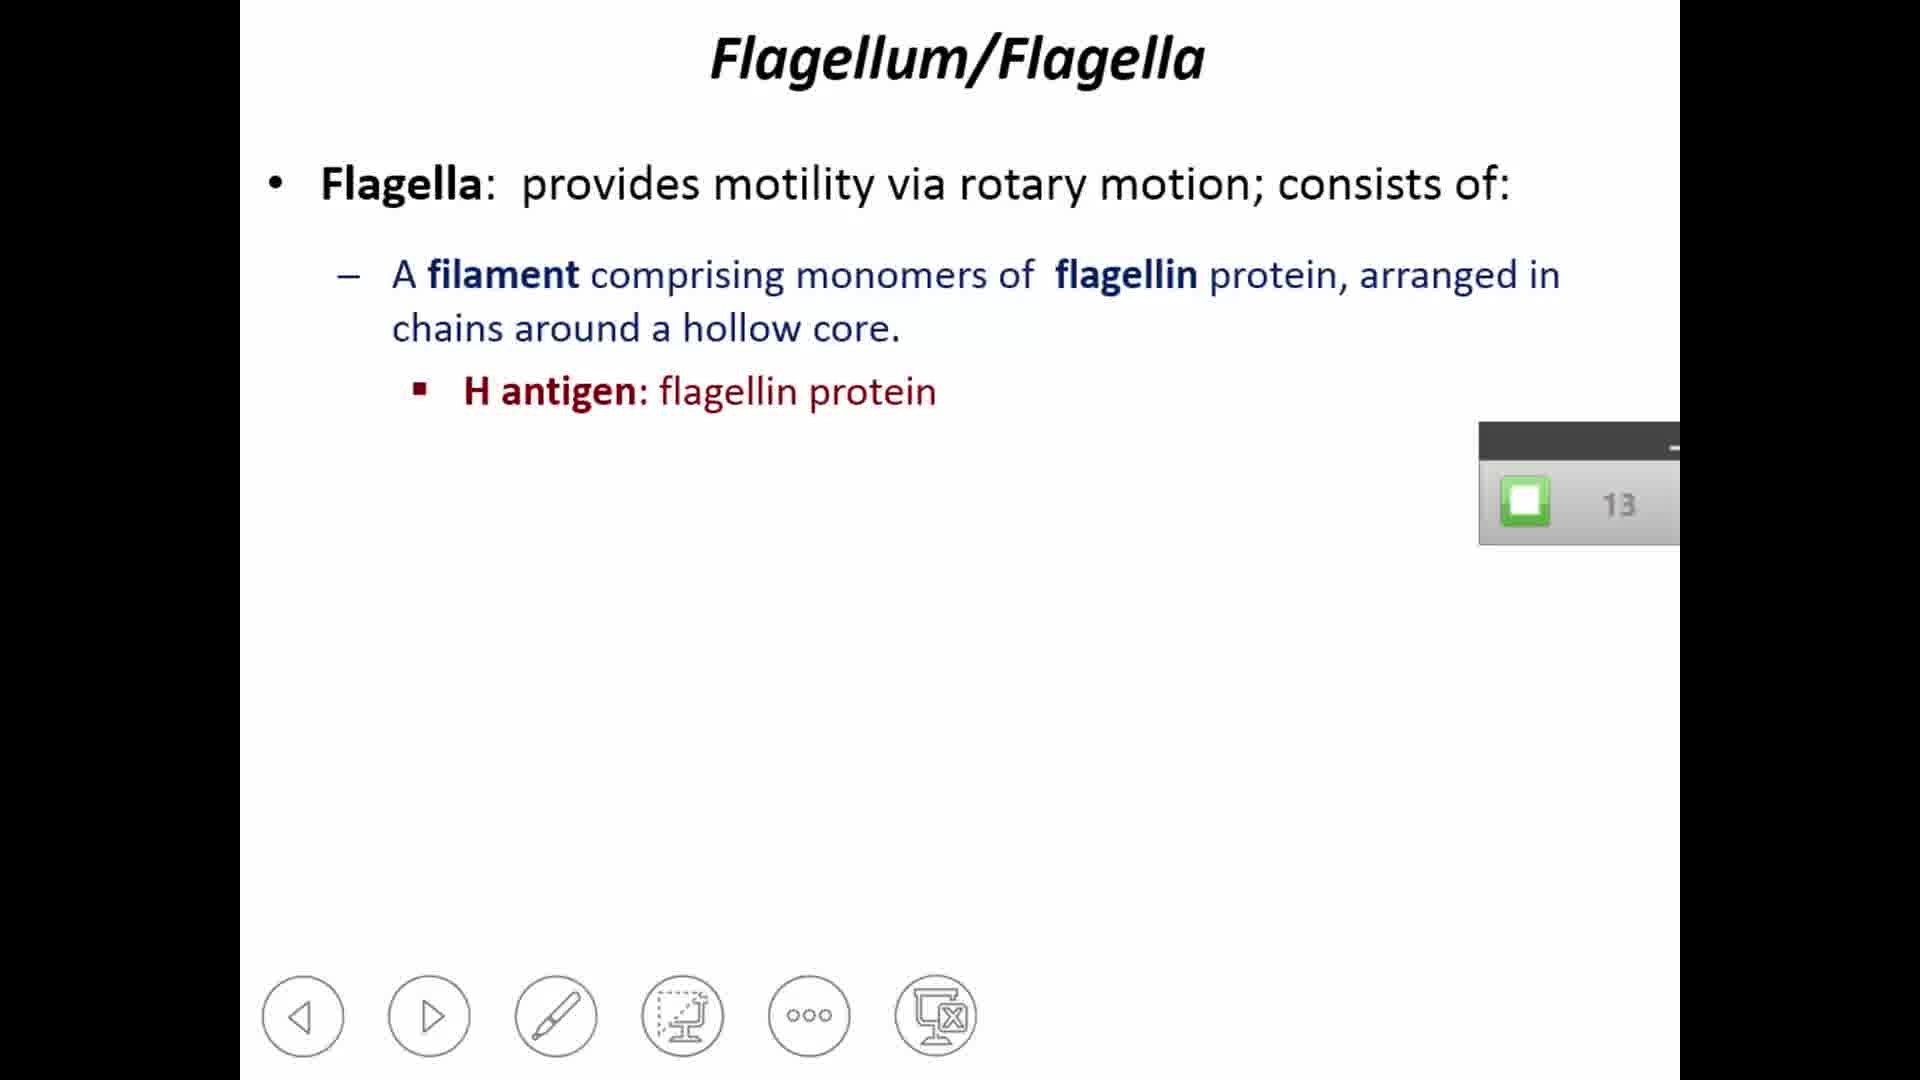 Flagellum/Flagella
• Flagella: provides motility via rotary motion; consists of:
– A filament comprising monomers of flagellin protein, arranged in
chains around a hollow core.
▪ H antigen: flagellin protein
13